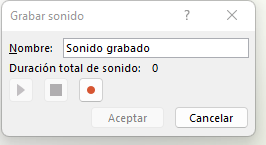 Grabar sonido ?
Nombre: Sonido grabado
Duración total de sonido: 0
Aceptar Cancelar